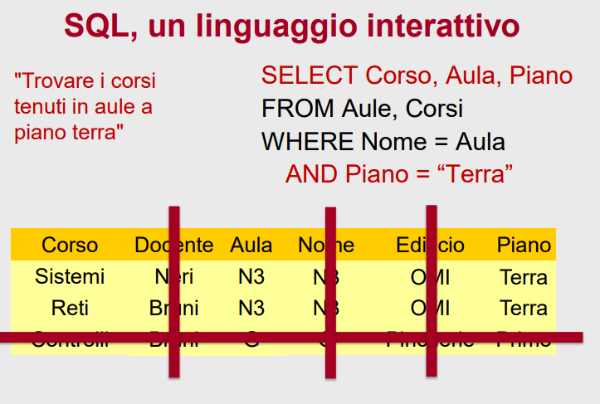 SQL, un linguaggio interattivo
"Trovare i corsi
tenuti in aule a
piano terra"
SELECT Corso, Aula, Piano
FROM Aule, Corsi
WHERE Nome = Aula
AND Piano = “Terra”
Corso Docente Aula Nome Edificio Piano
Sistemi Neri N3 N3 OMI Terra
Reti Bruni N3 N3 OMI Terra
Controlli Bruni G Pincherle Primo